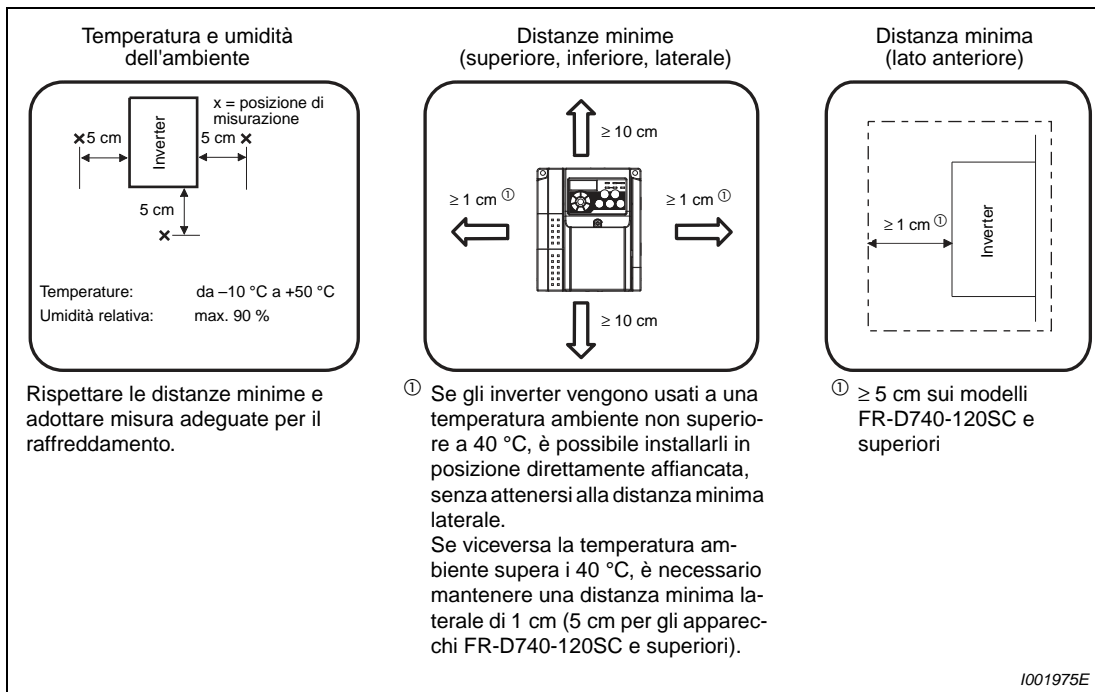 Temperatura e umidità
dell'ambiente
x = posizione di
misurazione
Inverter
5 cm
5 cm
5 cm
Temperature: da –10 °C a +50 °C
Umidità relativa: max. 90 %
Rispettare le distanze minime e
adottare misura adeguate per il
raffreddamento.
Distanze minime
(superiore, inferiore, laterale)
≥ 10 cm
≥ 1 cm ①
≥ 1 cm ①
≥ 10 cm
① Se gli inverter vengono usati a una
temperatura ambiente non superio-
re a 40 °C, è possibile installarli in
posizione direttamente affiancata,
senza attenersi alla distanza minima
laterale.
Se viceversa la temperatura am-
biente supera i 40 °C, è necessario
mantenere una distanza minima la-
terale di 1 cm (5 cm per gli apparec-
chi FR-D740-120SC e superiori).
Distanza minima
(lato anteriore)
≥ 1 cm ①
Inverter
① ≥ 5 cm sui modelli
FR-D740-120SC e
superiori
I001975E